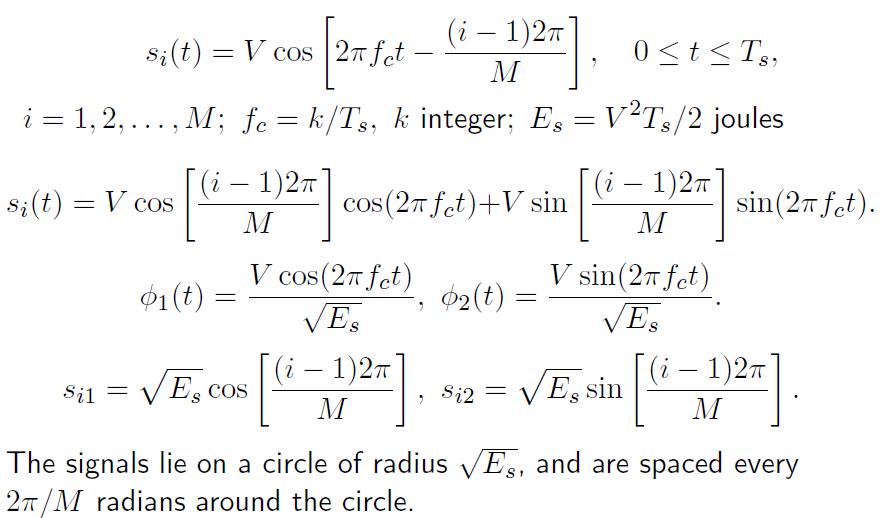 $s_i(t) = V \cos\left[2\pi f_c t - \frac{(i-1)2\pi}{M}\right], \quad 0 \le t \le T_s,$
$i = 1, 2, \ldots, M;\ f_c = k/T_s,\ k$ integer; $E_s = V^2 T_s/2$ joules
$s_i(t) = V \cos\left[\frac{(i-1)2\pi}{M}\right] \cos(2\pi f_c t) + V \sin\left[\frac{(i-1)2\pi}{M}\right] \sin(2\pi f_c t).$
$\phi_1(t) = \frac{V \cos(2\pi f_c t)}{\sqrt{E_s}},\ \phi_2(t) = \frac{V \sin(2\pi f_c t)}{\sqrt{E_s}}.$
$s_{i1} = \sqrt{E_s} \cos\left[\frac{(i-1)2\pi}{M}\right],\ s_{i2} = \sqrt{E_s} \sin\left[\frac{(i-1)2\pi}{M}\right].$
The signals lie on a circle of radius $\sqrt{E_s}$, and are spaced every
$2\pi/M$ radians around the circle.